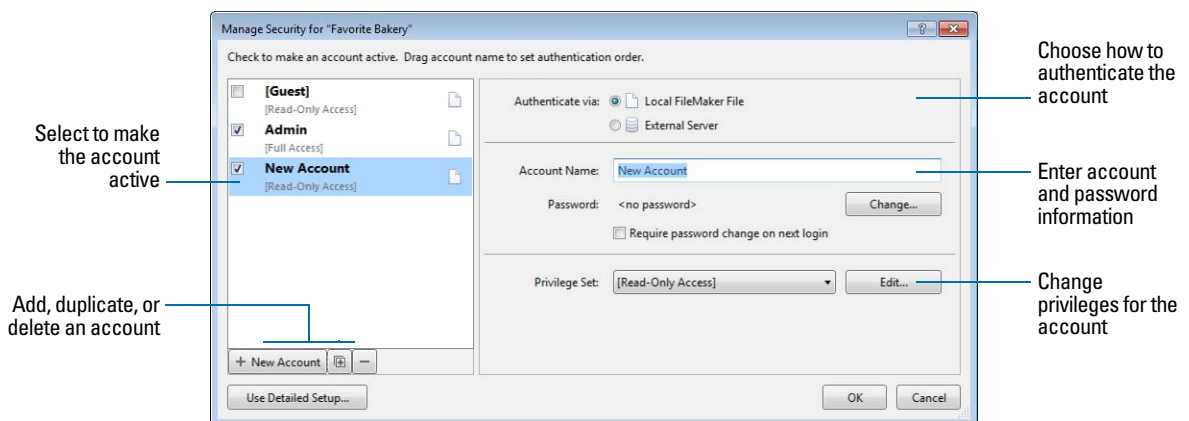 Manage Security for "Favorite Bakery"
Check to make an account active. Drag account name to set authentication order.
[Guest]
[Read-Only Access]
Admin
[Full Access]
New Account
[Read-Only Access]
+ New Account
Use Detailed Setup...
Authenticate via:
Local FileMaker File
External Server
Account Name:
New Account
Password:
<no password>
Change...
Require password change on next login
Privilege Set:
[Read-Only Access]
Edit...
OK
Cancel
Select to make
the account
active
Add, duplicate, or
delete an account
Choose how to
authenticate the
account
Enter account
and password
information
Change
privileges for the
account